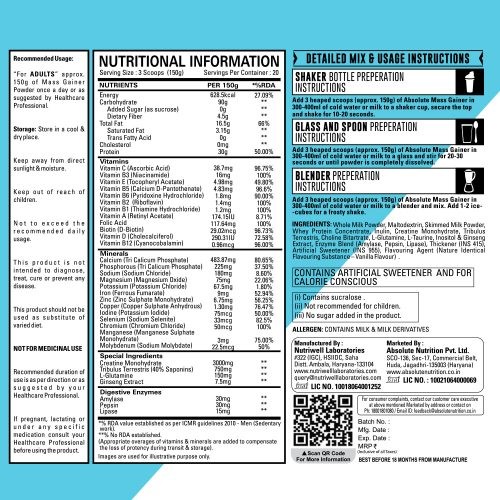 Recommended Usage:
"For ADULTS" approx.
150g of Mass Gainer
Powder once a day or as
suggested by Healthcare
Professional.
Storage: Store in a cool &
dry place.
Keep away from direct
sunlight & moisture.
Keep out of reach of
children.
Not to exceed the
recommended daily
usage.
This product is not
intended to diagnose,
treat, cure or prevent any
disease.
This product should not be
used as substitute of
varied diet.
NOT FOR MEDICINAL USE
Recommended duration of
use is as per direction or as
suggested by your
Healthcare Professional.
If pregnant, lactating or
under any specific
medication consult your
Healthcare Professional
before using the product.
NUTRITIONAL INFORMATION
Serving Size : 3 Scoops (150g) Servings Per Container : 20
NUTRIENTS PER 150g *%RDA
Energy 628.5kcal 27.09%
Carbohydrate 90g **
Added Sugar (as sucrose) 0g **
Dietary Fiber 4.5g **
Total Fat 16.5g 66%
Saturated Fat 3.15g **
Trans Fatty Acid 0g **
Cholesterol 0mg **
Protein 30g 50.00%
Vitamins
Vitamin C (Ascorbic Acid) 38.7mg 96.75%
Vitamin B3 (Niacinamide) 16mg 100%
Vitamin E (Tocopheryl Acetate) 4.98mg 49.80%
Vitamin B5 (Calcium D-Pantothenate) 4.83mg 96.6%
Vitamin B6 (Pyridoxine Hydrochloride) 1.8mg 90.00%
Vitamin B2 (Riboflavin) 1.4mg 100%
Vitamin B1 (Thiamine Hydrochloride) 1.2mg 100%
Folic Acid 117.64mg 100%
Vitamin A (Retinyl Acetate) 174.15IU 8.71%
Biotin (D-Biotin) 29.02mcg 96.73%
Vitamin D (Cholecalciferol) 290.31IU 72.58%
Vitamin B12 (Cyanocobalamin) 0.96mcg 96.00%
Minerals
Calcium (Tri Calcium Phosphate) 483.87mg 80.65%
Phosphorous (Tri Calcium Phosphate) 225mg 37.50%
Sodium (Sodium Chloride) 180mg 8.60%
Magnesium (Magnesium Oxide) 75mg 22.06%
Potassium (Potassium Chloride) 67.5mg 1.80%
Iron (Ferrous Fumarate) 9mg 52.94%
Zinc (Zinc Sulphate Monohydrate) 6.75mg 56.25%
Copper (Copper Sulphate Anhydrous) 1.30mg 76.47%
Iodine (Potassium Iodide) 75mcg 50.00%
Selenium (Sodium Selenite) 33mcg 82.5%
Chromium (Chromium Chloride) 50mcg 100%
Manganese (Manganese Sulphate
Monohydrate) 3mg 75.00%
Molybdenum (Sodium Molybdate) 22.5mcg 50%
Special Ingredients
Creatine Monohydrate 3000mg **
Tribulus Terrestris (40% Saponins) 750mg **
L-Glutamine 150mg **
Ginseng Extract 7.5mg **
Digestive Enzymes
Amylase 30mg **
Pepsin 30mg **
Lipase 15mg **
*% RDA value established as per ICMR guidelines 2010 - Men (Sedentary
work).
**% No RDA established.
(Appropriate overages of vitamins & minerals are added to compensate
the loss of potency during transit & storage).
Images are used for illustrative purpose only.
DETAILED MIX & USAGE INSTRUCTIONS
SHAKER BOTTLE PREPERATION
INSTRUCTIONS
Add 3 heaped scoops (approx. 150g) of Absolute Mass Gainer in
300-400ml of cold water or milk to a shaker cup, secure the top
and shake for 10-20 seconds.
GLASS AND SPOON PREPERATION
INSTRUCTIONS
Add 3 heaped scoops (approx. 150g) of Absolute Mass Gainer in
300-400ml of cold water or milk to a glass and stir for 20-30
seconds or until powder is completely dissolved.
BLENDER PREPERATION
INSTRUCTIONS
Add 3 heaped scoops (approx. 150g) of Absolute Mass Gainer in
300-400ml of cold water or milk to a blender and mix. Add 1-2 ice-
cubes for a frosty shake.
INGREDIENTS: Whole Milk Powder, Maltodextrin, Skimmed Milk Powder,
Whey Protein Concentrate, Inulin, Creatine Monohydrate, Tribulus
Terrestris, Choline Bitartrate, L-Glutamine, L-Taurine, Inositol & Ginseng
Extract, Enzyme Blend (Amylase, Pepsin, Lipase), Thickener (INS 415),
Artificial Sweetener (INS 955), Flavouring Agent (Nature Identical
Flavouring Substance – Vanilla Flavour) .
CONTAINS ARTIFICIAL SWEETENER AND FOR
CALORIE CONSCIOUS
(i) Contains sucralose .
(ii) Not recommended for children.
(iii) No sugar added in the product.
ALLERGEN: CONTAINS MILK & MILK DERIVATIVES
Manufactured By :
Nutriwell Laboratories
#322 (GC), HSIIDC, Saha
Distt. Ambala, Haryana-133104
www.nutriwelllaboratories.com
query@nutriwelllaboratories.com
fssai LIC NO. 10018064001252
Marketed By :
Absolute Nutrition Pvt. Ltd.
SCO-136, Sec-17, Commercial Belt,
Huda, Jagadhri-135003 (Haryana)
www.absolutenutrition.co.in
fssai LIC NO. : 10021064000069
For consumer complaints, contact our customer care executive
at above mentioned Marketed by address or contact on
Ph: 18001801080 / Email ID: feedback@absolutenutrition.co.in
Batch No. :
Mfg. Date :
Exp. Date :
MRP ₹ :
(Inclusive of all Taxes)
▲ Scan QR Code
For More Information
BEST BEFORE 18 MONTHS FROM MANUFACTURE